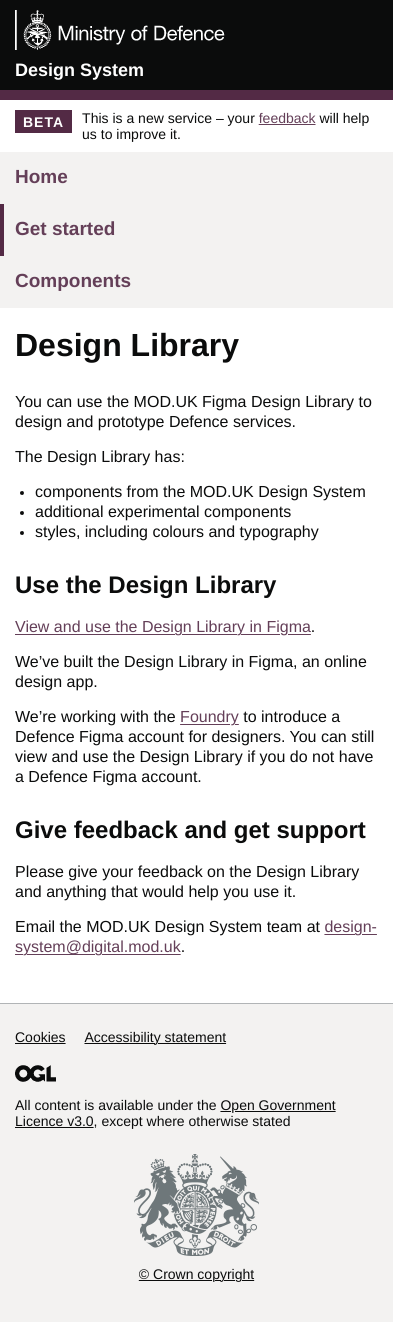 Ministry of Defence
Design System
BETA
This is a new service – your feedback will help
us to improve it.
Home
Get started
Components
Design Library
You can use the MOD.UK Figma Design Library to
design and prototype Defence services.
The Design Library has:
• components from the MOD.UK Design System
• additional experimental components
• styles, including colours and typography
Use the Design Library
View and use the Design Library in Figma.
We’ve built the Design Library in Figma, an online
design app.
We’re working with the Foundry to introduce a
Defence Figma account for designers. You can still
view and use the Design Library if you do not have
a Defence Figma account.
Give feedback and get support
Please give your feedback on the Design Library
and anything that would help you use it.
Email the MOD.UK Design System team at design-
system@digital.mod.uk.
Cookies Accessibility statement
OGL
All content is available under the Open Government
Licence v3.0, except where otherwise stated
DIEU ET MON DROIT
© Crown copyright